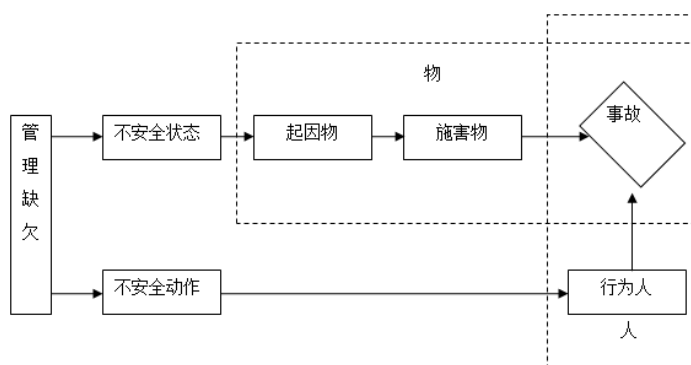 物
事故
管
理
缺
欠
不安全状态
起因物
施害物
不安全动作
行为人
人